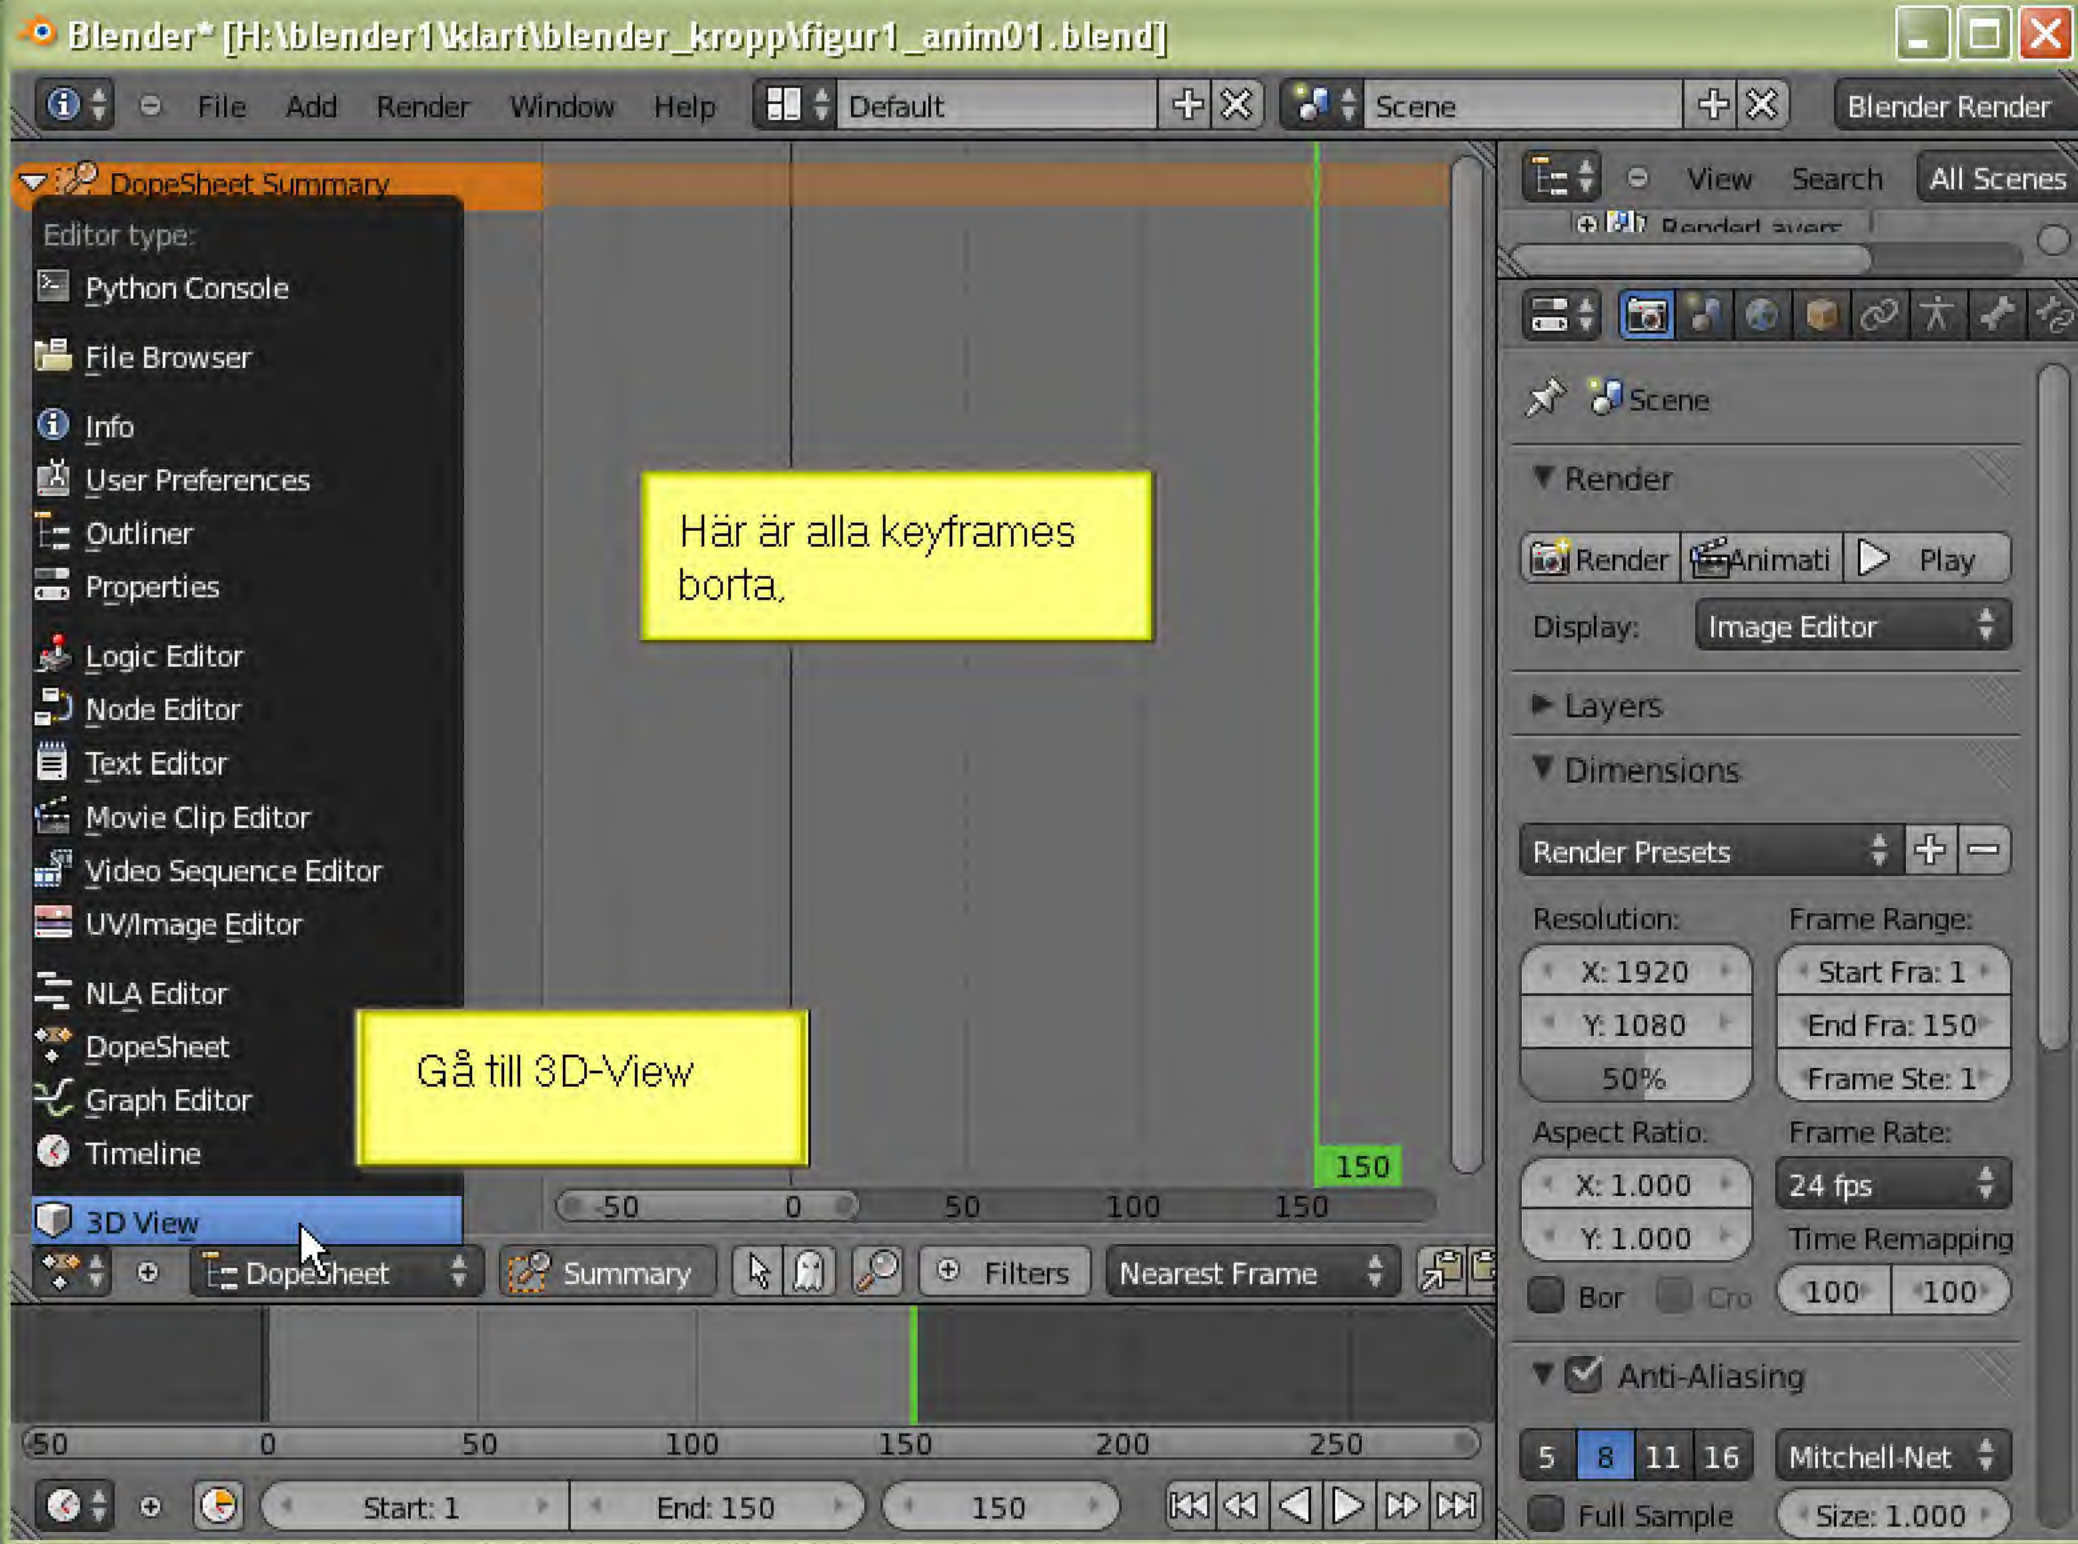 Blender* [H:\blender1\klart\blender_kropp\figur1_anim01.blend]
File Add Render Window Help Default Scene Blender Render
DopeSheet Summary
View Search All Scenes
RenderLayers
Editor type:
Python Console
File Browser
Info
User Preferences
Outliner
Properties
Logic Editor
Node Editor
Text Editor
Movie Clip Editor
Video Sequence Editor
UV/Image Editor
NLA Editor
DopeSheet
Graph Editor
Timeline
3D View
Här är alla keyframes
borta,
Gå till 3D-View
150
-50 0 50 100 150
DopeSheet Summary Filters Nearest Frame
-50 0 50 100 150 200 250
Start: 1 End: 150 150
Scene
Render
Render Animati Play
Display: Image Editor
Layers
Dimensions
Render Presets
Resolution: Frame Range:
X: 1920 Start Fra: 1
Y: 1080 End Fra: 150
50% Frame Ste: 1
Aspect Ratio: Frame Rate:
X: 1.000 24 fps
Y: 1.000 Time Remapping
Bor Cro 100 100
Anti-Aliasing
5 8 11 16 Mitchell-Net
Full Sample Size: 1.000